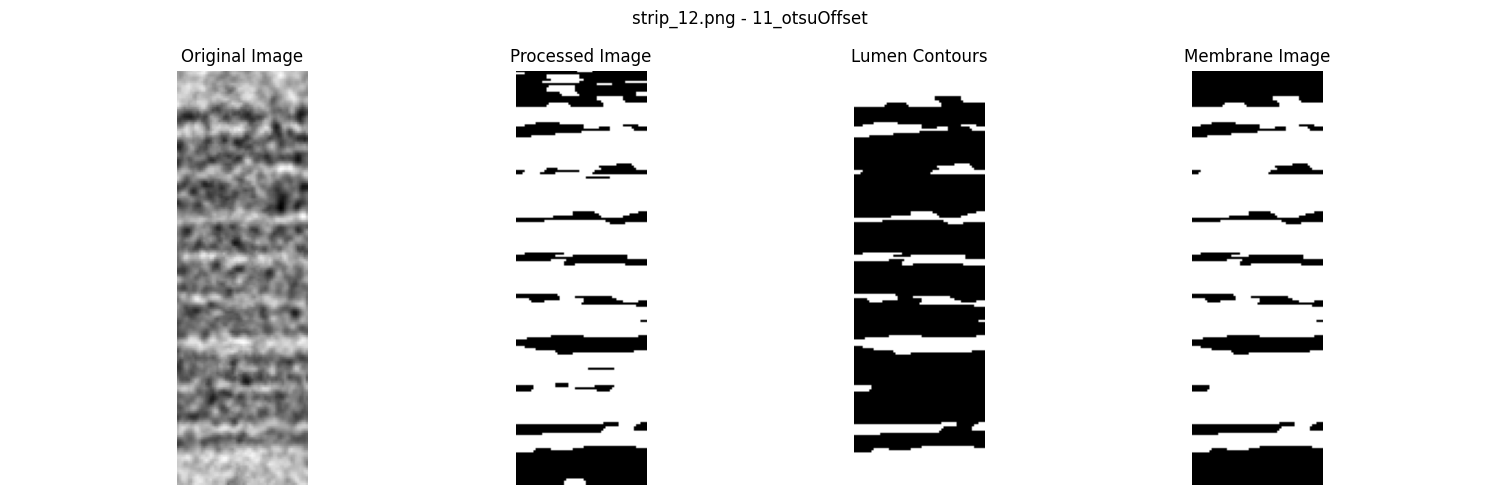 strip_12.png - 11_otsuOffset
Original Image
Processed Image
Lumen Contours
Membrane Image